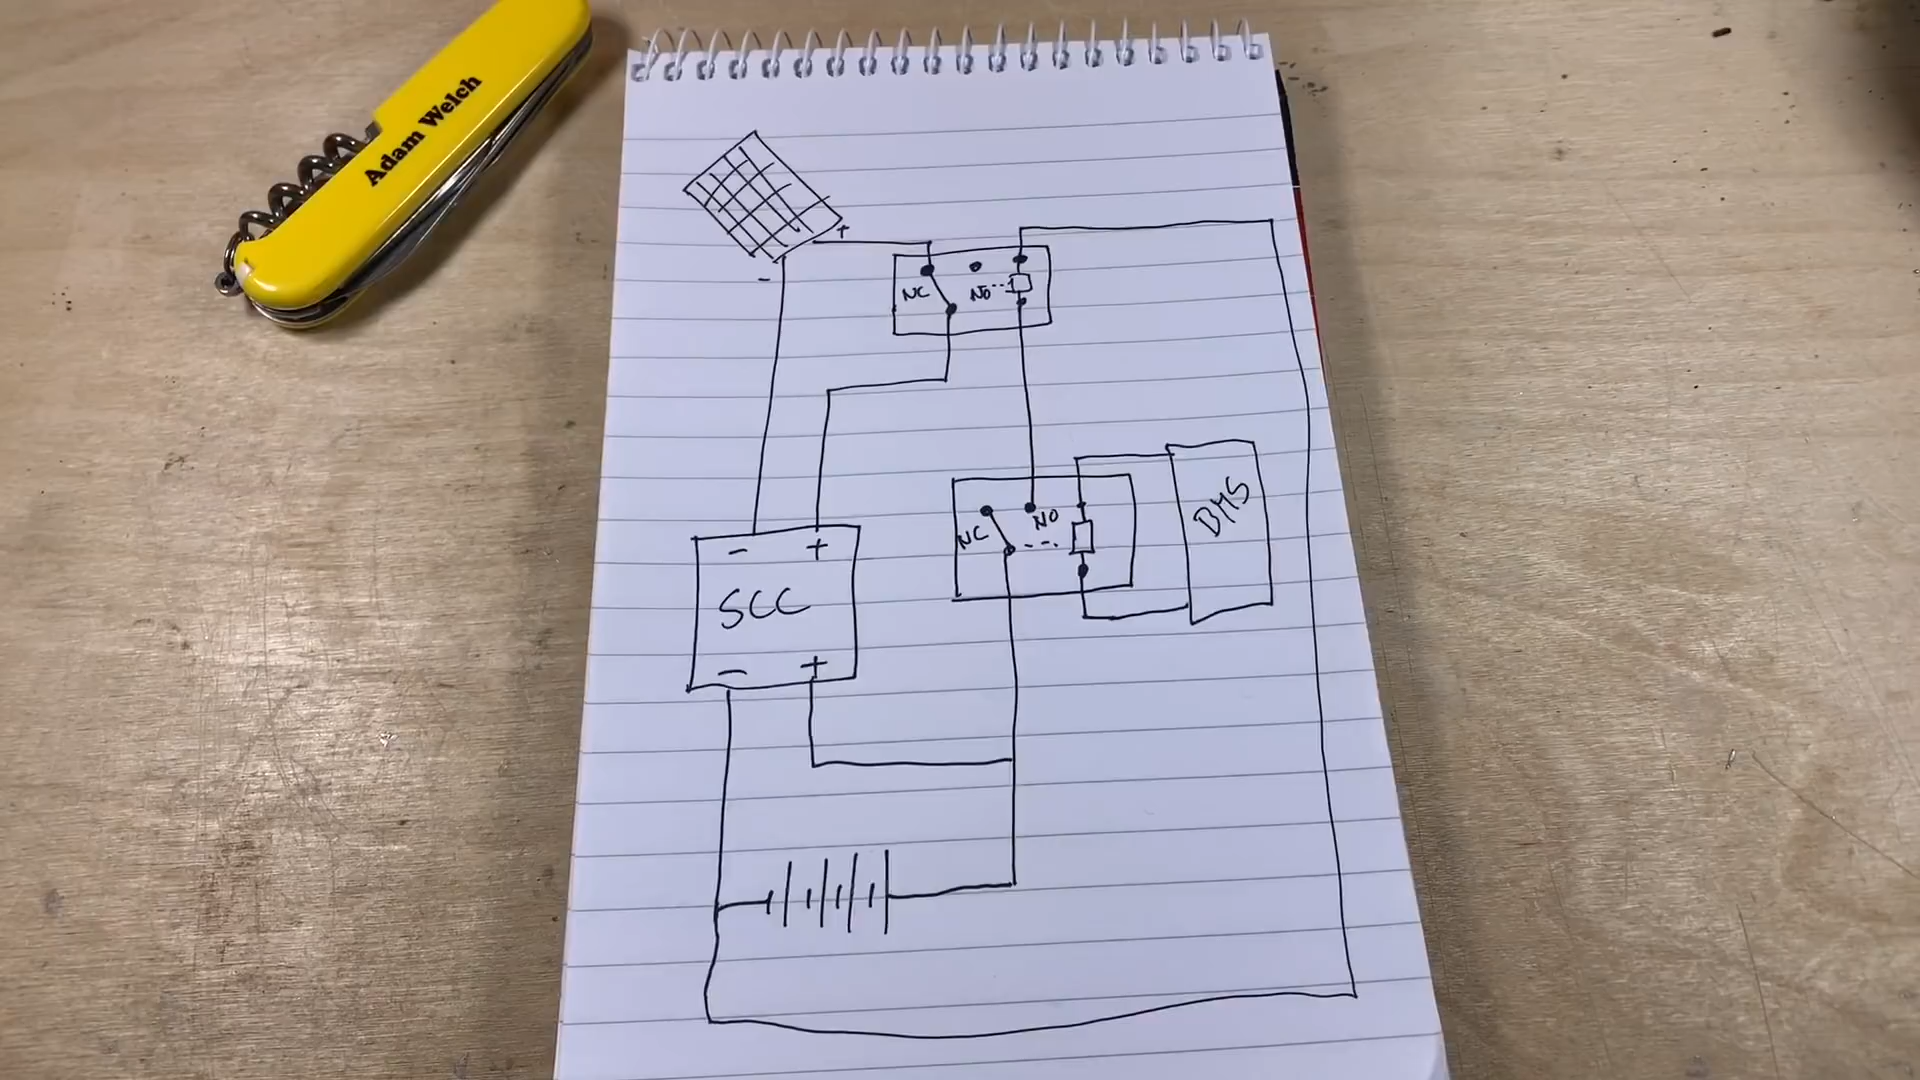 Adam Welch
+
-
NC
NO
NC
NO
BMS
- +
SCC
- +